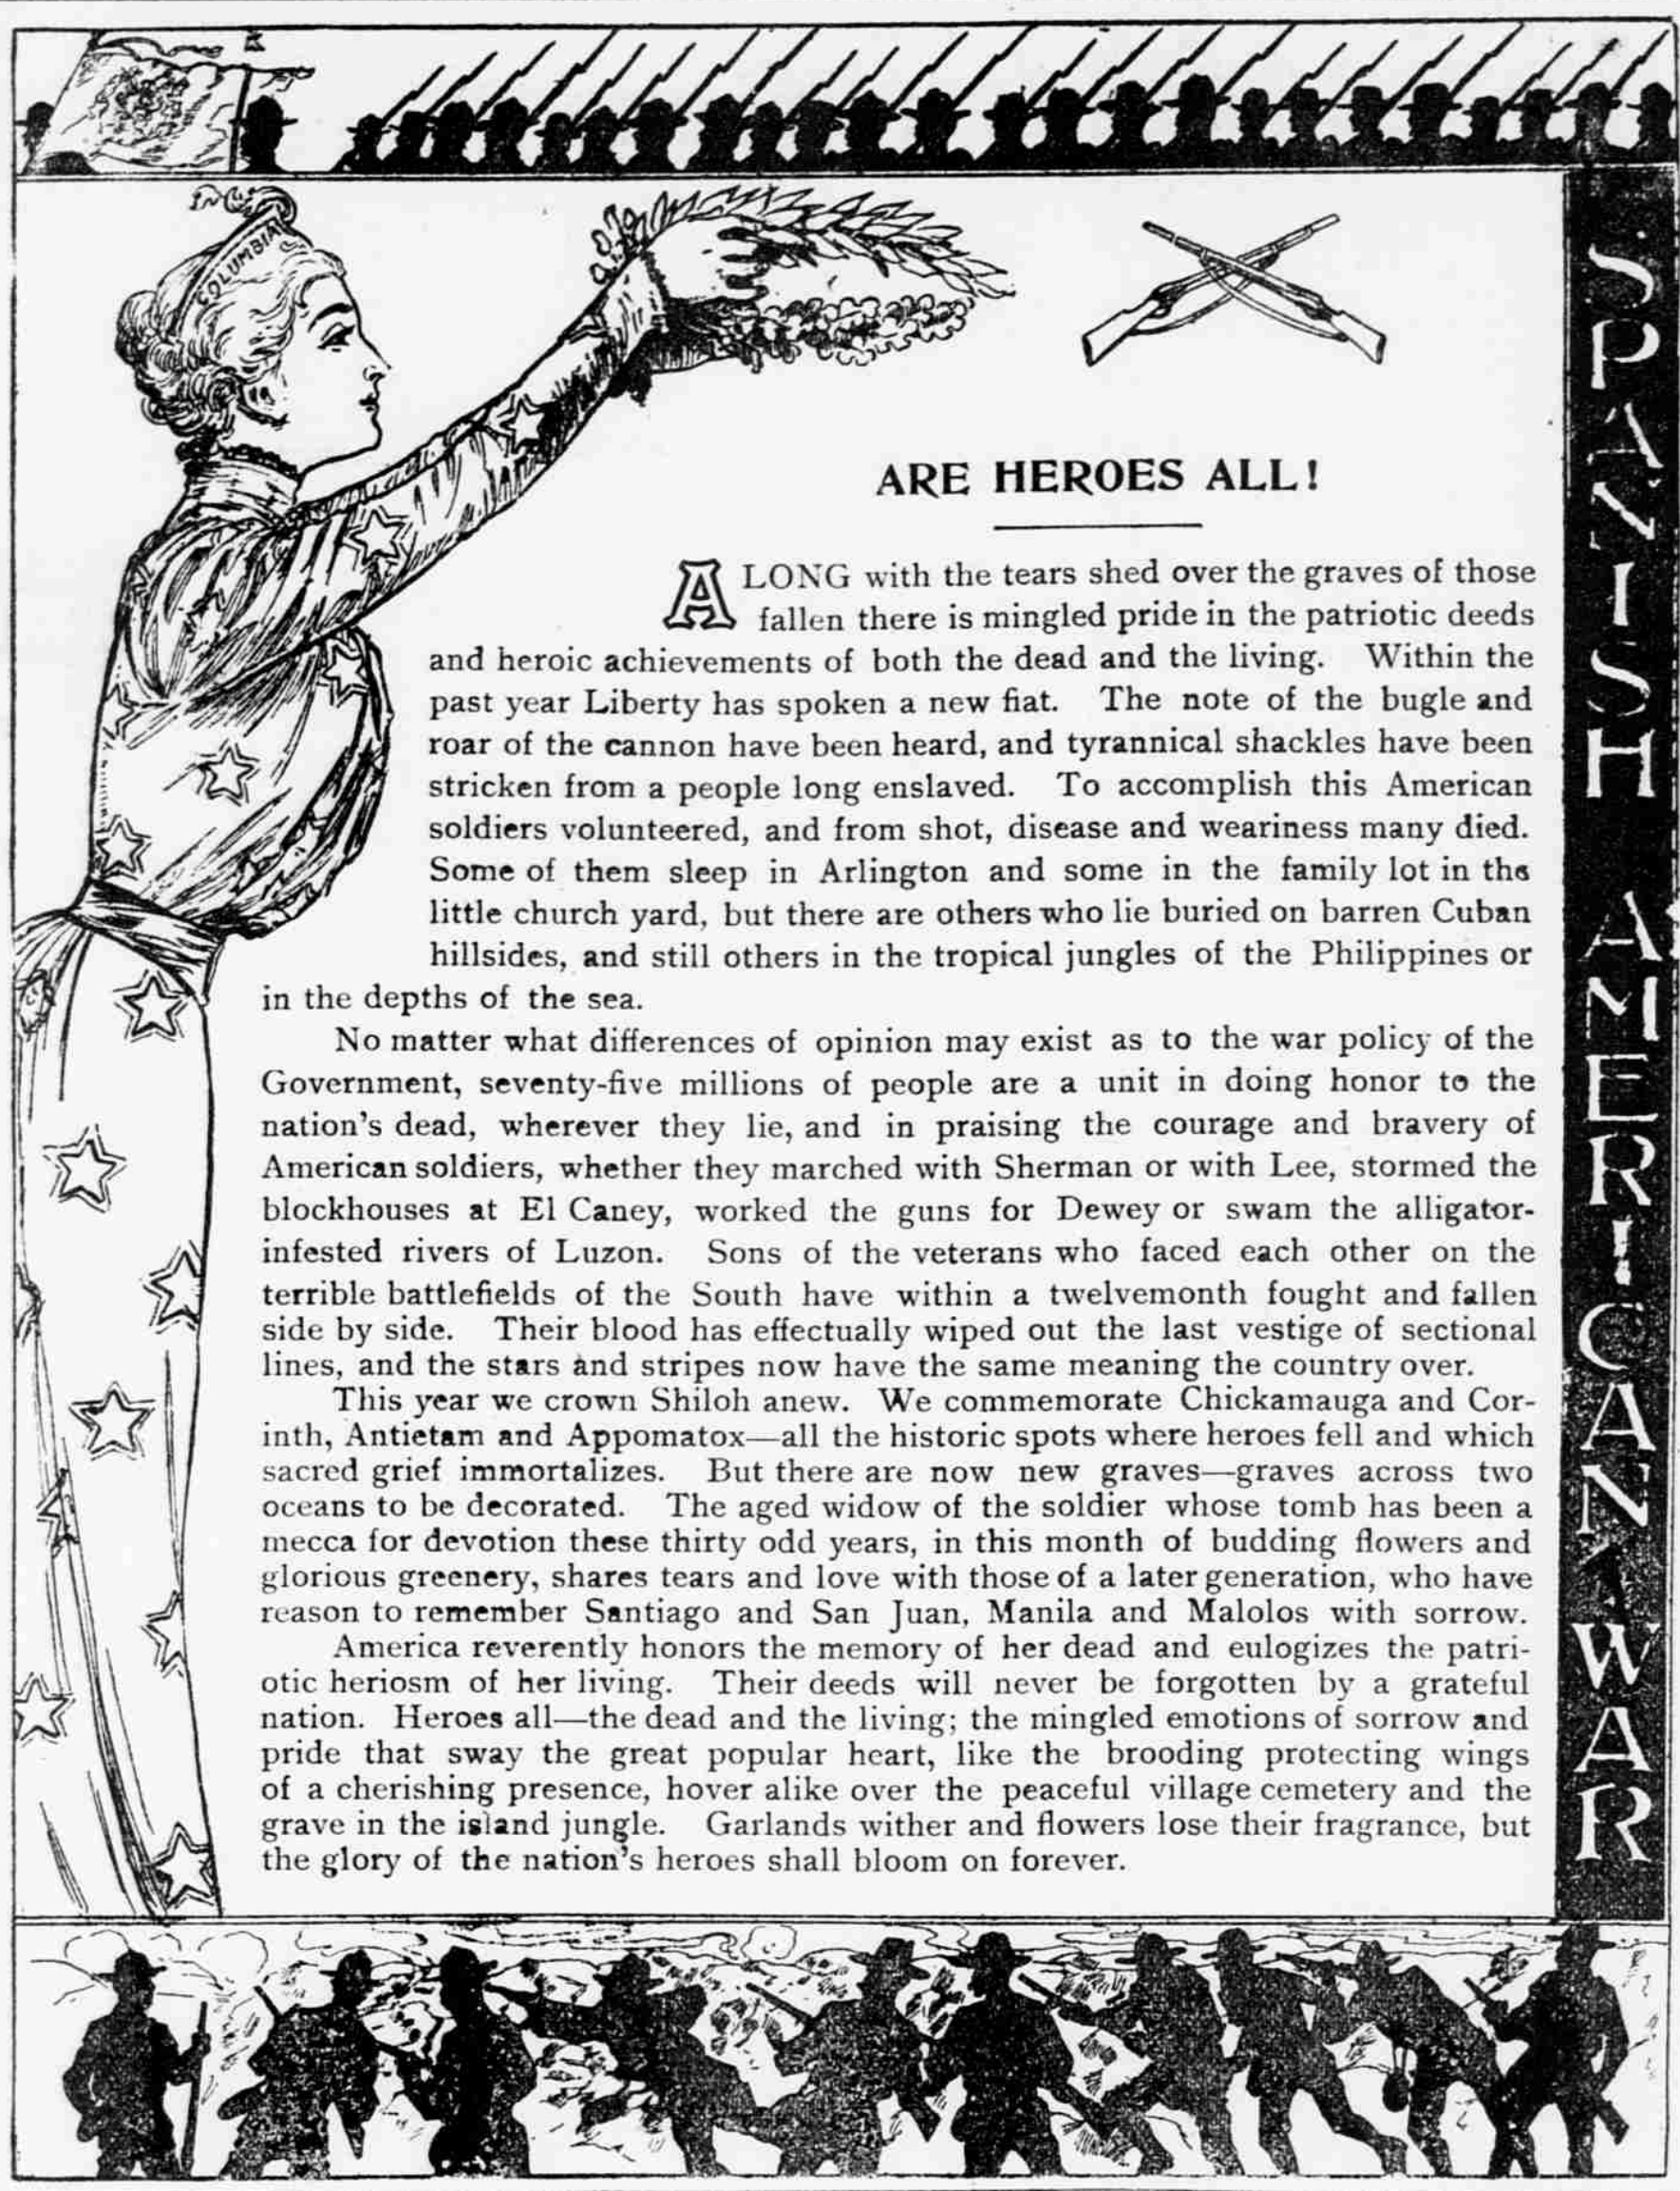 COLUMBIA
ARE HEROES ALL!
ALONG with the tears shed over the graves of those
fallen there is mingled pride in the patriotic deeds
and heroic achievements of both the dead and the living. Within the
past year Liberty has spoken a new fiat. The note of the bugle and
roar of the cannon have been heard, and tyrannical shackles have been
stricken from a people long enslaved. To accomplish this American
soldiers volunteered, and from shot, disease and weariness many died.
Some of them sleep in Arlington and some in the family lot in the
little church yard, but there are others who lie buried on barren Cuban
hillsides, and still others in the tropical jungles of the Philippines or
in the depths of the sea.
No matter what differences of opinion may exist as to the war policy of the
Government, seventy-five millions of people are a unit in doing honor to the
nation's dead, wherever they lie, and in praising the courage and bravery of
American soldiers, whether they marched with Sherman or with Lee, stormed the
blockhouses at El Caney, worked the guns for Dewey or swam the alligator-
infested rivers of Luzon. Sons of the veterans who faced each other on the
terrible battlefields of the South have within a twelvemonth fought and fallen
side by side. Their blood has effectually wiped out the last vestige of sectional
lines, and the stars and stripes now have the same meaning the country over.
This year we crown Shiloh anew. We commemorate Chickamauga and Cor-
inth, Antietam and Appomatox—all the historic spots where heroes fell and which
sacred grief immortalizes. But there are now new graves—graves across two
oceans to be decorated. The aged widow of the soldier whose tomb has been a
mecca for devotion these thirty odd years, in this month of budding flowers and
glorious greenery, shares tears and love with those of a later generation, who have
reason to remember Santiago and San Juan, Manila and Malolos with sorrow.
America reverently honors the memory of her dead and eulogizes the patri-
otic heriosm of her living. Their deeds will never be forgotten by a grateful
nation. Heroes all—the dead and the living; the mingled emotions of sorrow and
pride that sway the great popular heart, like the brooding protecting wings
of a cherishing presence, hover alike over the peaceful village cemetery and the
grave in the island jungle. Garlands wither and flowers lose their fragrance, but
the glory of the nation's heroes shall bloom on forever.
SPANISH AMERICAN WAR